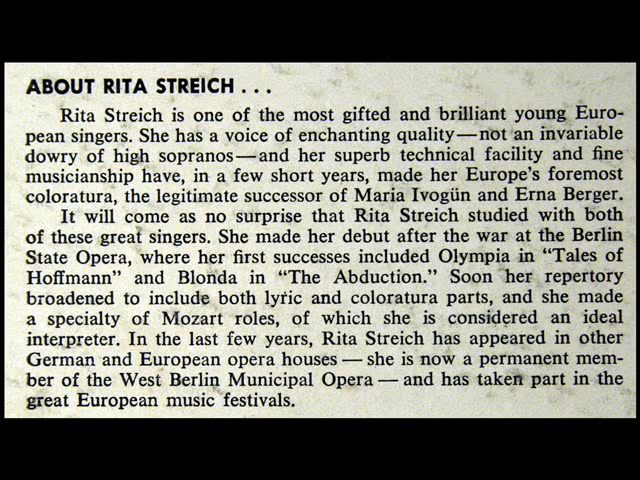 ABOUT RITA STREICH . . .
Rita Streich is one of the most gifted and brilliant young Euro-
pean singers. She has a voice of enchanting quality—not an invariable
dowry of high sopranos—and her superb technical facility and fine
musicianship have, in a few short years, made her Europe's foremost
coloratura, the legitimate successor of Maria Ivogün and Erna Berger.
It will come as no surprise that Rita Streich studied with both
of these great singers. She made her debut after the war at the Berlin
State Opera, where her first successes included Olympia in "Tales of
Hoffmann" and Blonda in "The Abduction." Soon her repertory
broadened to include both lyric and coloratura parts, and she made
a specialty of Mozart roles, of which she is considered an ideal
interpreter. In the last few years, Rita Streich has appeared in other
German and European opera houses — she is now a permanent mem-
ber of the West Berlin Municipal Opera — and has taken part in the
great European music festivals.